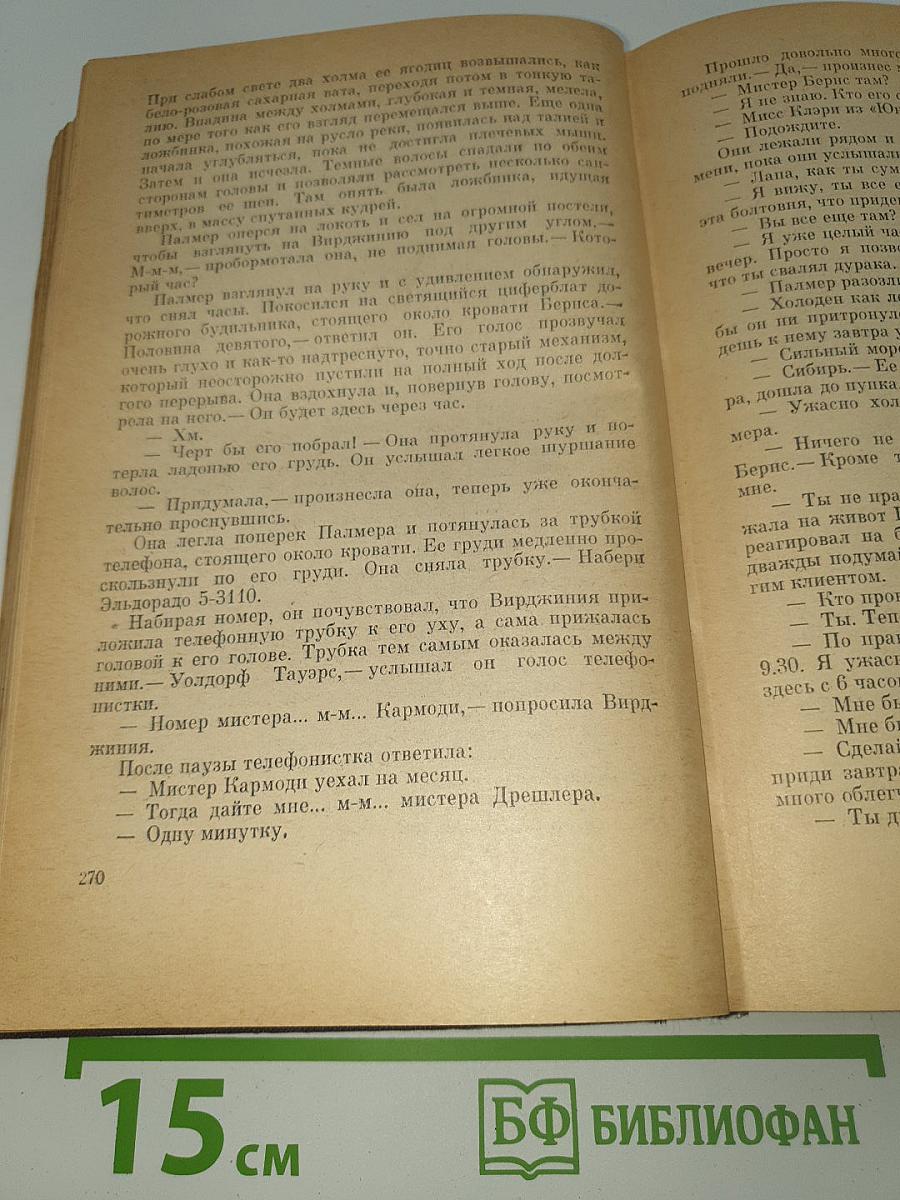 При слабом свете два холма ее ягодиц возвышались, как
бело-розовая сахарная вата, переходя потом в тонкую та-
лию. Впадина между холмами, глубокая и темная, мелела,
по мере того как его взгляд перемещался выше. Еще одна
ложбинка, похожая на русло реки, появилась над талией и
начала углубляться, пока не достигла плечевых мышц.
Затем и она исчезла. Темные волосы спадали по обеим
сторонам головы и позволяли рассмотреть несколько сан-
тиметров ее шеи. Там опять была ложбинка, идущая
вверх, в массу спутанных кудрей.
Палмер оперся на локоть и сел на огромной постели,
чтобы взглянуть на Вирджинию под другим углом.—
М-м-м,— пробормотала она, не поднимая головы.— Кото-
рый час?
Палмер взглянул на руку и с удивлением обнаружил,
что снял часы. Покосился на светящийся циферблат до-
рожного будильника, стоящего около кровати Бернса.—
Половина девятого,— ответил он. Его голос прозвучал
очень глухо и как-то надтреснуто, точно старый механизм,
который неосторожно пустили на полный ход после дол-
гого перерыва. Она вздохнула и, повернув голову, посмот-
рела на него.— Он будет здесь через час.
— Хм.
— Черт бы его побрал! — Она протянула руку и по-
терла ладонью его грудь. Он услышал легкое шуршание
волос.
— Придумала,— произнесла она, теперь уже оконча-
тельно проснувшись.
Она легла поперек Палмера и потянулась за трубкой
телефона, стоящего около кровати. Ее груди медленно про-
скользнули по его груди. Она сняла трубку.— Набери
Эльдорадо 5-3110.
Набирая номер, он почувствовал, что Вирджиния при-
ложила телефонную трубку к его уху, а сама прижалась
головой к его голове. Трубка тем самым оказалась между
ними.— Уолдорф Тауэрс,— услышал он голос телефо-
нистки.
— Номер мистера... м-м... Кармоди,— попросила Вирд-
жиния.
После паузы телефонистка ответила:
— Мистер Кармоди уехал на месяц.
— Тогда дайте мне... м-м... мистера Дрешлера.
— Одну минутку.
270
Прошло довольно мног
подняли.— Да,— произнес
— Мистер Бернс там?
— Я не знаю. Кто его
— Мисс Клэри из «Юн
— Подождите.
Они лежали рядом и
мени, пока они услышали
— Лапа, как ты сум
— Я вижу, ты все е
эта болтовня, что приде
— Вы все еще там?
— Я уже целый ча
вечер. Просто я позв
что ты свалял дурака.
— Палмер разозли
— Холоден как ле
бы он ни притронулс
дешь к нему завтра у
— Сильный моро
— Сибирь.— Ее
ра, дошла до пупка.
— Ужасно хол
мера.
— Ничего не
Бернс.— Кроме т
мне.
— Ты не пра
жала на живот
реагировал на б
дважды подумай
гим клиентом.
— Кто про
— Ты. Теп
— По пра
9.30. Я ужасн
здесь с 6 часо
— Мне бы
— Мне бы
— Сделай
приди завтра
много облегч
— Ты д
15 см
БФ БИБЛИОФАН